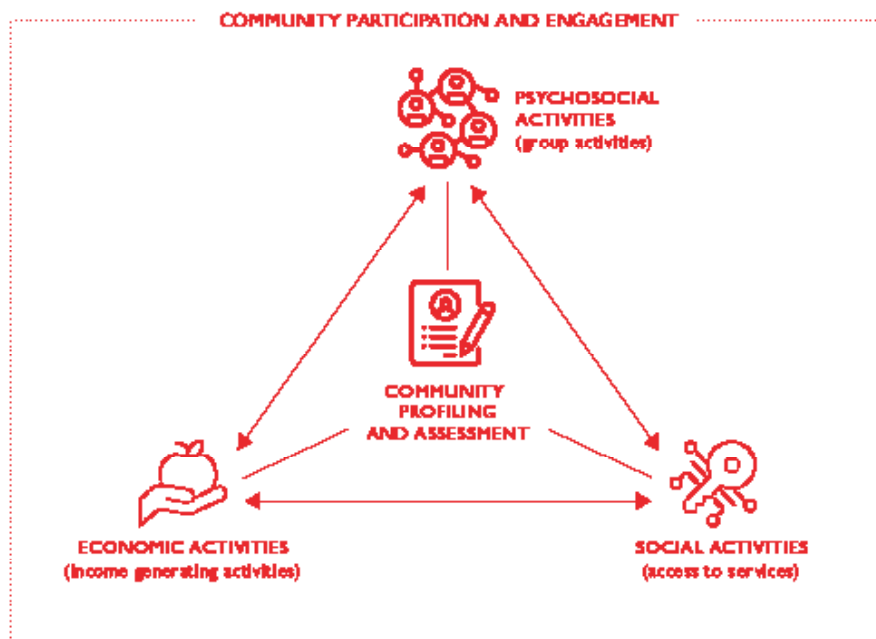 COMMUNITY PARTICIPATION AND ENGAGEMENT
PSYCHOSOCIAL
ACTIVITIES
(group activities)
COMMUNITY
PROFILING
AND ASSESSMENT
ECONOMIC ACTIVITIES
(income generating activities)
SOCIAL ACTIVITIES
(access to services)